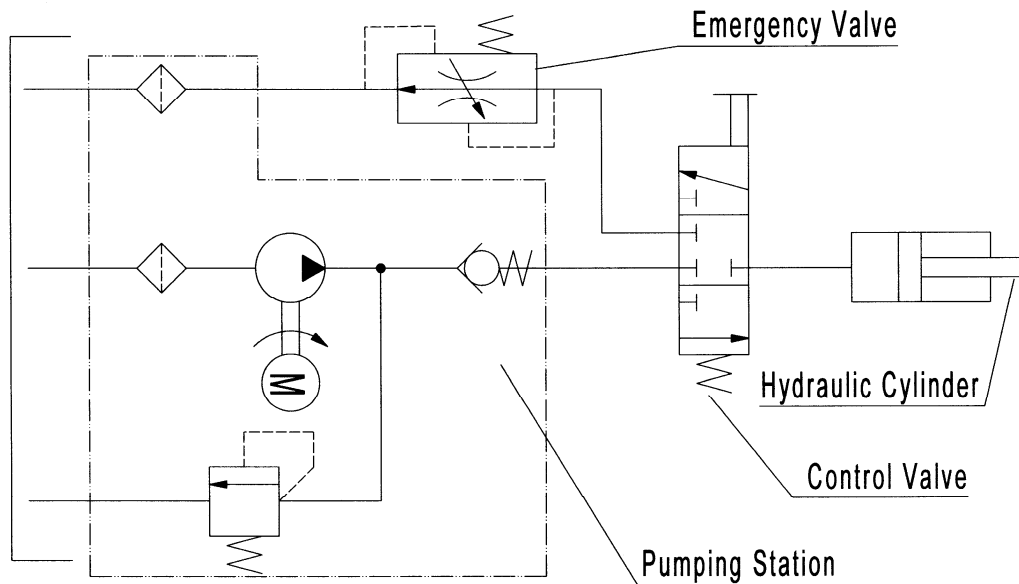 Emergency Valve
M
Hydraulic Cylinder
Control Valve
Pumping Station